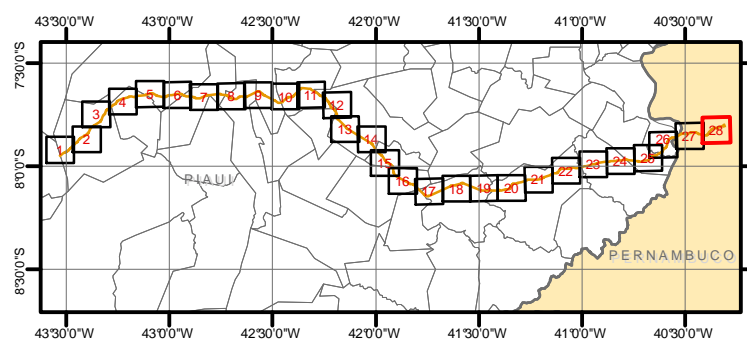 43°30'0"W 43°0'0"W 42°30'0"W 42°0'0"W 41°30'0"W 41°0'0"W 40°30'0"W
7°30'0"S
1 2 3 4 5 6 7 8 9 10 11 12 13 14 15 16 17 18 19 20 21 22 23 24 25 26 27 28
8°0'0"S
PIAUI
PERNAMBUCO
8°30'0"S
43°30'0"W 43°0'0"W 42°30'0"W 42°0'0"W 41°30'0"W 41°0'0"W 40°30'0"W